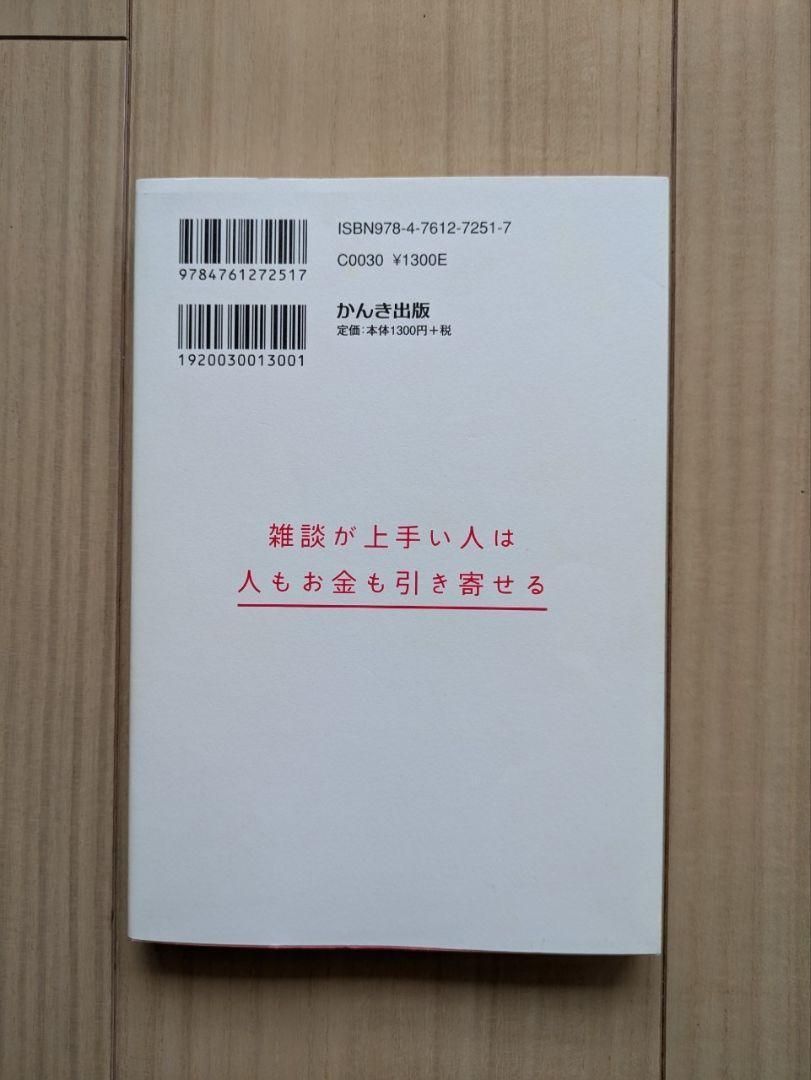 ISBN978-4-7612-7251-7
9784761272517
C0030 ¥1300E
かんき出版
定価:本体1300円+税
1920030013001
雑談が上手い人は
人もお金も引き寄せる